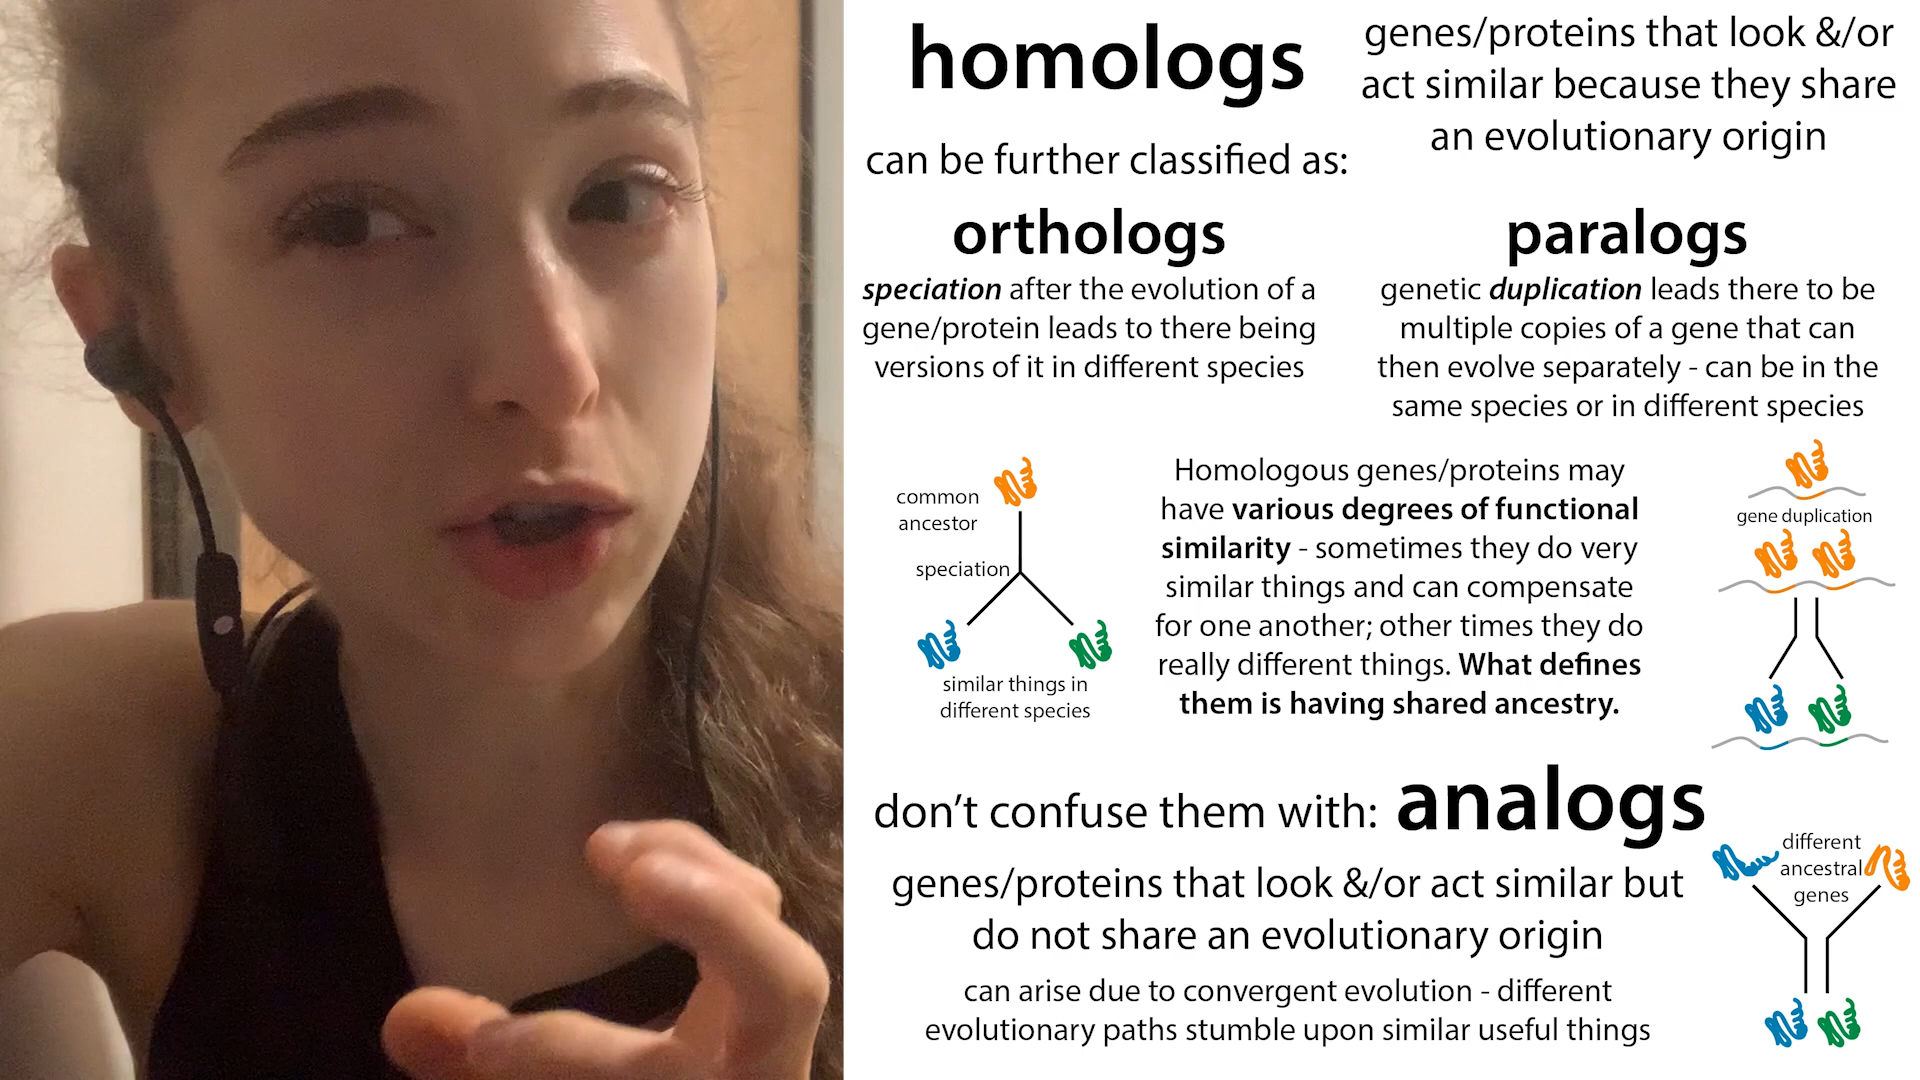 homologs
genes/proteins that look &/or
act similar because they share
an evolutionary origin
can be further classified as:
orthologs
speciation after the evolution of a
gene/protein leads to there being
versions of it in different species
paralogs
genetic duplication leads there to be
multiple copies of a gene that can
then evolve separately - can be in the
same species or in different species
common
ancestor
speciation
similar things in
different species
Homologous genes/proteins may
have various degrees of functional
similarity - sometimes they do very
similar things and can compensate
for one another; other times they do
really different things. What defines
them is having shared ancestry.
gene duplication
don't confuse them with: analogs
genes/proteins that look &/or act similar but
do not share an evolutionary origin
can arise due to convergent evolution - different
evolutionary paths stumble upon similar useful things
different
ancestral
genes